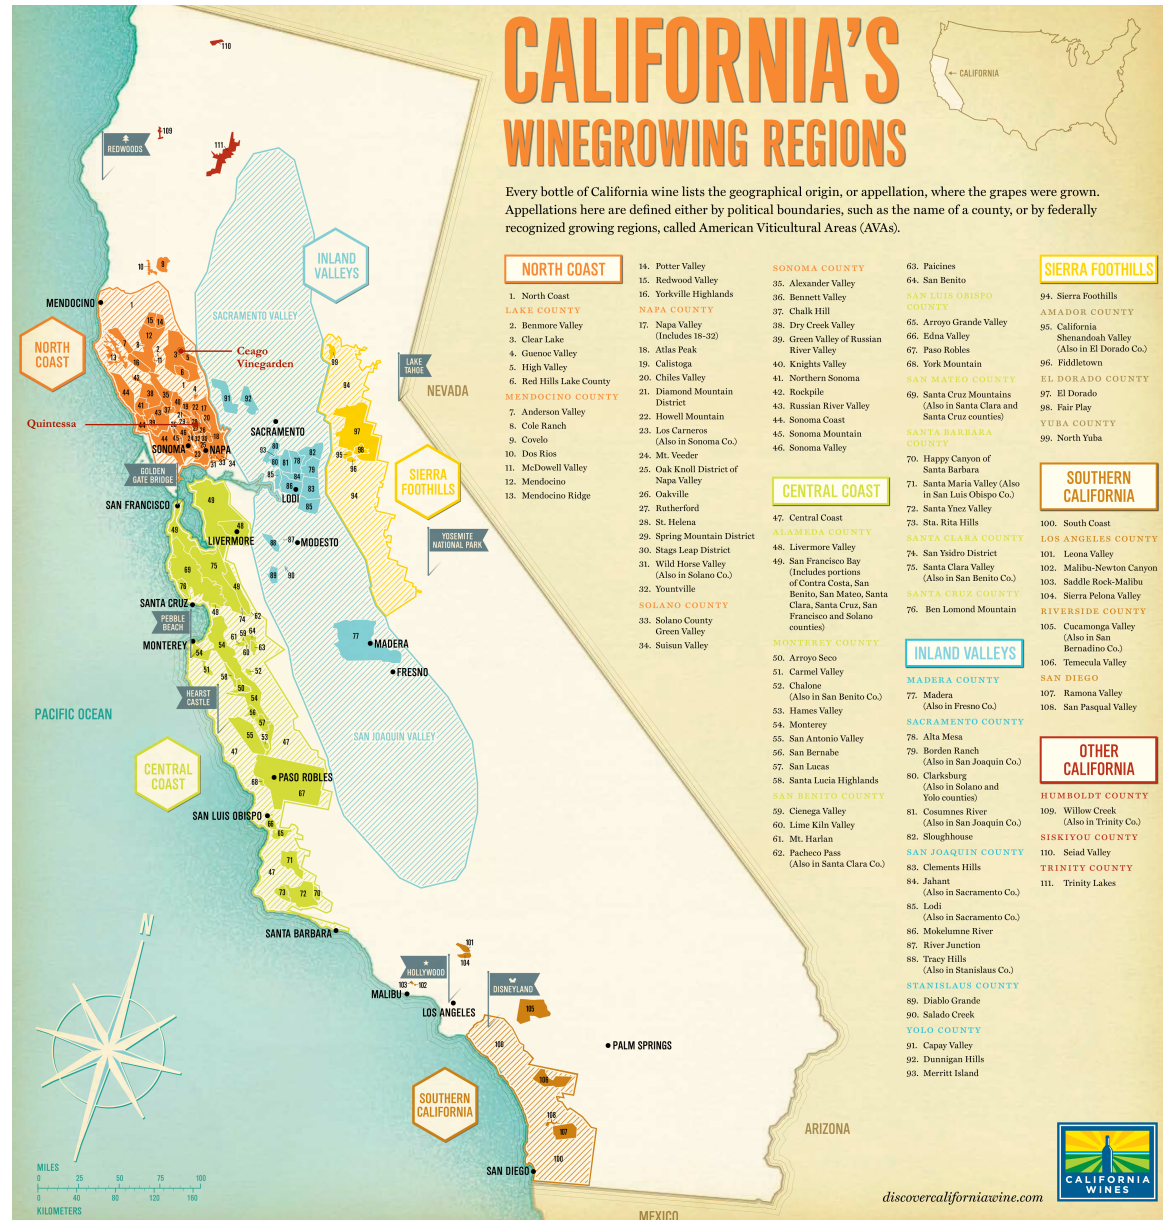 CALIFORNIA'S
WINEGROWING REGIONS
CALIFORNIA
Every bottle of California wine lists the geographical origin, or appellation, where the grapes were grown.
Appellations here are defined either by political boundaries, such as the name of a county, or by federally
recognized growing regions, called American Viticultural Areas (AVAs).
NORTH COAST
1. North Coast
LAKE COUNTY
2. Benmore Valley
3. Clear Lake
4. Guenoc Valley
5. High Valley
6. Red Hills Lake County
MENDOCINO COUNTY
7. Anderson Valley
8. Cole Ranch
9. Covelo
10. Dos Rios
11. McDowell Valley
12. Mendocino
13. Mendocino Ridge
14. Potter Valley
15. Redwood Valley
16. Yorkville Highlands
NAPA COUNTY
17. Napa Valley
(Includes 18-32)
18. Atlas Peak
19. Calistoga
20. Chiles Valley
21. Diamond Mountain
District
22. Howell Mountain
23. Los Carneros
(Also in Sonoma Co.)
24. Mt. Veeder
25. Oak Knoll District of
Napa Valley
26. Oakville
27. Rutherford
28. St. Helena
29. Spring Mountain District
30. Stags Leap District
31. Wild Horse Valley
(Also in Solano Co.)
32. Yountville
SOLANO COUNTY
33. Solano County
Green Valley
34. Suisun Valley
SONOMA COUNTY
35. Alexander Valley
36. Bennett Valley
37. Chalk Hill
38. Dry Creek Valley
39. Green Valley of Russian
River Valley
40. Knights Valley
41. Northern Sonoma
42. Rockpile
43. Russian River Valley
44. Sonoma Coast
45. Sonoma Mountain
46. Sonoma Valley
CENTRAL COAST
47. Central Coast
ALAMEDA COUNTY
48. Livermore Valley
49. San Francisco Bay
(Includes portions
of Contra Costa, San
Benito, San Mateo, Santa
Clara, Santa Cruz, San
Francisco and Solano
counties)
MONTEREY COUNTY
50. Arroyo Seco
51. Carmel Valley
52. Chalone
(Also in San Benito Co.)
53. Hames Valley
54. Monterey
55. San Antonio Valley
56. San Bernabe
57. San Lucas
58. Santa Lucia Highlands
SAN BENITO COUNTY
59. Cienega Valley
60. Lime Kiln Valley
61. Mt. Harlan
62. Pacheco Pass
(Also in Santa Clara Co.)
63. Paicines
64. San Benito
SAN LUIS OBISPO
COUNTY
65. Arroyo Grande Valley
66. Edna Valley
67. Paso Robles
68. York Mountain
SAN MATEO COUNTY
69. Santa Cruz Mountains
(Also in Santa Clara and
Santa Cruz counties)
SANTA BARBARA
COUNTY
70. Happy Canyon of
Santa Barbara
71. Santa Maria Valley (Also
in San Luis Obispo Co.)
72. Santa Ynez Valley
73. Sta. Rita Hills
SANTA CLARA COUNTY
74. San Ysidro District
75. Santa Clara Valley
(Also in San Benito Co.)
SANTA CRUZ COUNTY
76. Ben Lomond Mountain
INLAND VALLEYS
MADERA COUNTY
77. Madera
(Also in Fresno Co.)
SACRAMENTO COUNTY
78. Alta Mesa
79. Borden Ranch
(Also in San Joaquin Co.)
80. Clarksburg
(Also in Solano and
Yolo counties)
81. Cosumnes River
(Also in San Joaquin Co.)
82. Sloughhouse
SAN JOAQUIN COUNTY
83. Clements Hills
84. Jahant
(Also in Sacramento Co.)
85. Lodi
(Also in Sacramento Co.)
86. Mokelumne River
87. River Junction
88. Tracy Hills
(Also in Stanislaus Co.)
STANISLAUS COUNTY
89. Diablo Grande
90. Salado Creek
YOLO COUNTY
91. Capay Valley
92. Dunnigan Hills
93. Merritt Island
SIERRA FOOTHILLS
94. Sierra Foothills
AMADOR COUNTY
95. California
Shenandoah Valley
(Also in El Dorado Co.)
96. Fiddletown
EL DORADO COUNTY
97. El Dorado
98. Fair Play
YUBA COUNTY
99. North Yuba
SOUTHERN
CALIFORNIA
100. South Coast
LOS ANGELES COUNTY
101. Leona Valley
102. Malibu-Newton Canyon
103. Saddle Rock-Malibu
104. Sierra Pelona Valley
RIVERSIDE COUNTY
105. Cucamonga Valley
(Also in San
Bernadino Co.)
106. Temecula Valley
SAN DIEGO
107. Ramona Valley
108. San Pasqual Valley
OTHER
CALIFORNIA
HUMBOLDT COUNTY
109. Willow Creek
(Also in Trinity Co.)
SISKIYOU COUNTY
110. Seiad Valley
TRINITY COUNTY
111. Trinity Lakes
110
109
REDWOODS
111
INLAND
VALLEYS
10
9
MENDOCINO
SACRAMENTO VALLEY
NORTH
COAST
Ceago
Vinegarden
LAKE
TAHOE
NEVADA
Quintessa
SACRAMENTO
SONOMA
NAPA
GOLDEN
GATE BRIDGE
SIERRA
FOOTHILLS
LODI
SAN FRANCISCO
LIVERMORE
MODESTO
YOSEMITE
NATIONAL PARK
SANTA CRUZ
PEBBLE
BEACH
MONTEREY
77
MADERA
FRESNO
HEARST
CASTLE
PACIFIC OCEAN
SAN JOAQUIN VALLEY
CENTRAL
COAST
PASO ROBLES
67
SAN LUIS OBISPO
SANTA BARBARA
N
101
104
HOLLYWOOD
103
102
DISNEYLAND
MALIBU
LOS ANGELES
105
100
PALM SPRINGS
106
SOUTHERN
CALIFORNIA
108
107
100
SAN DIEGO
ARIZONA
MEXICO
MILES
0 25 50 75 100
0 40 80 120 160
KILOMETERS
discovercaliforniawine.com
CALIFORNIA
WINES